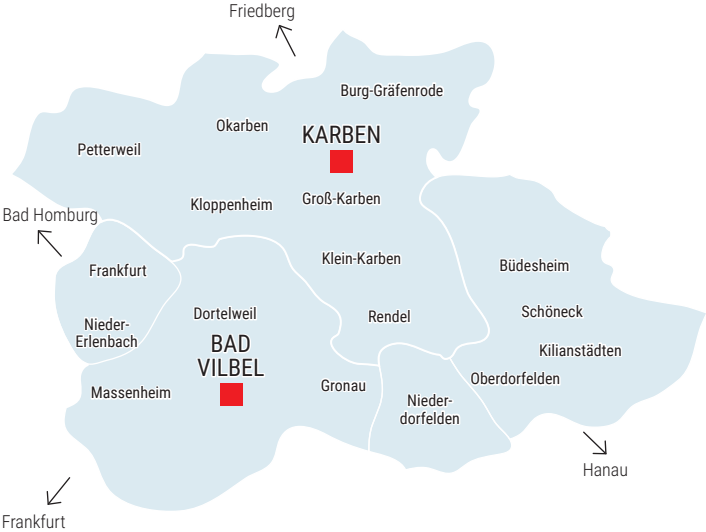 Friedberg
Burg-Gräfenrode
Okarben
KARBEN
Petterweil
Kloppenheim
Groß-Karben
Bad Homburg
Klein-Karben
Büdesheim
Frankfurt
Dortelweil
Rendel
Schöneck
Nieder-
Erlenbach
BAD
VILBEL
Kilianstädten
Oberdorfelden
Massenheim
Gronau
Nieder-
dorfelden
Hanau
Frankfurt